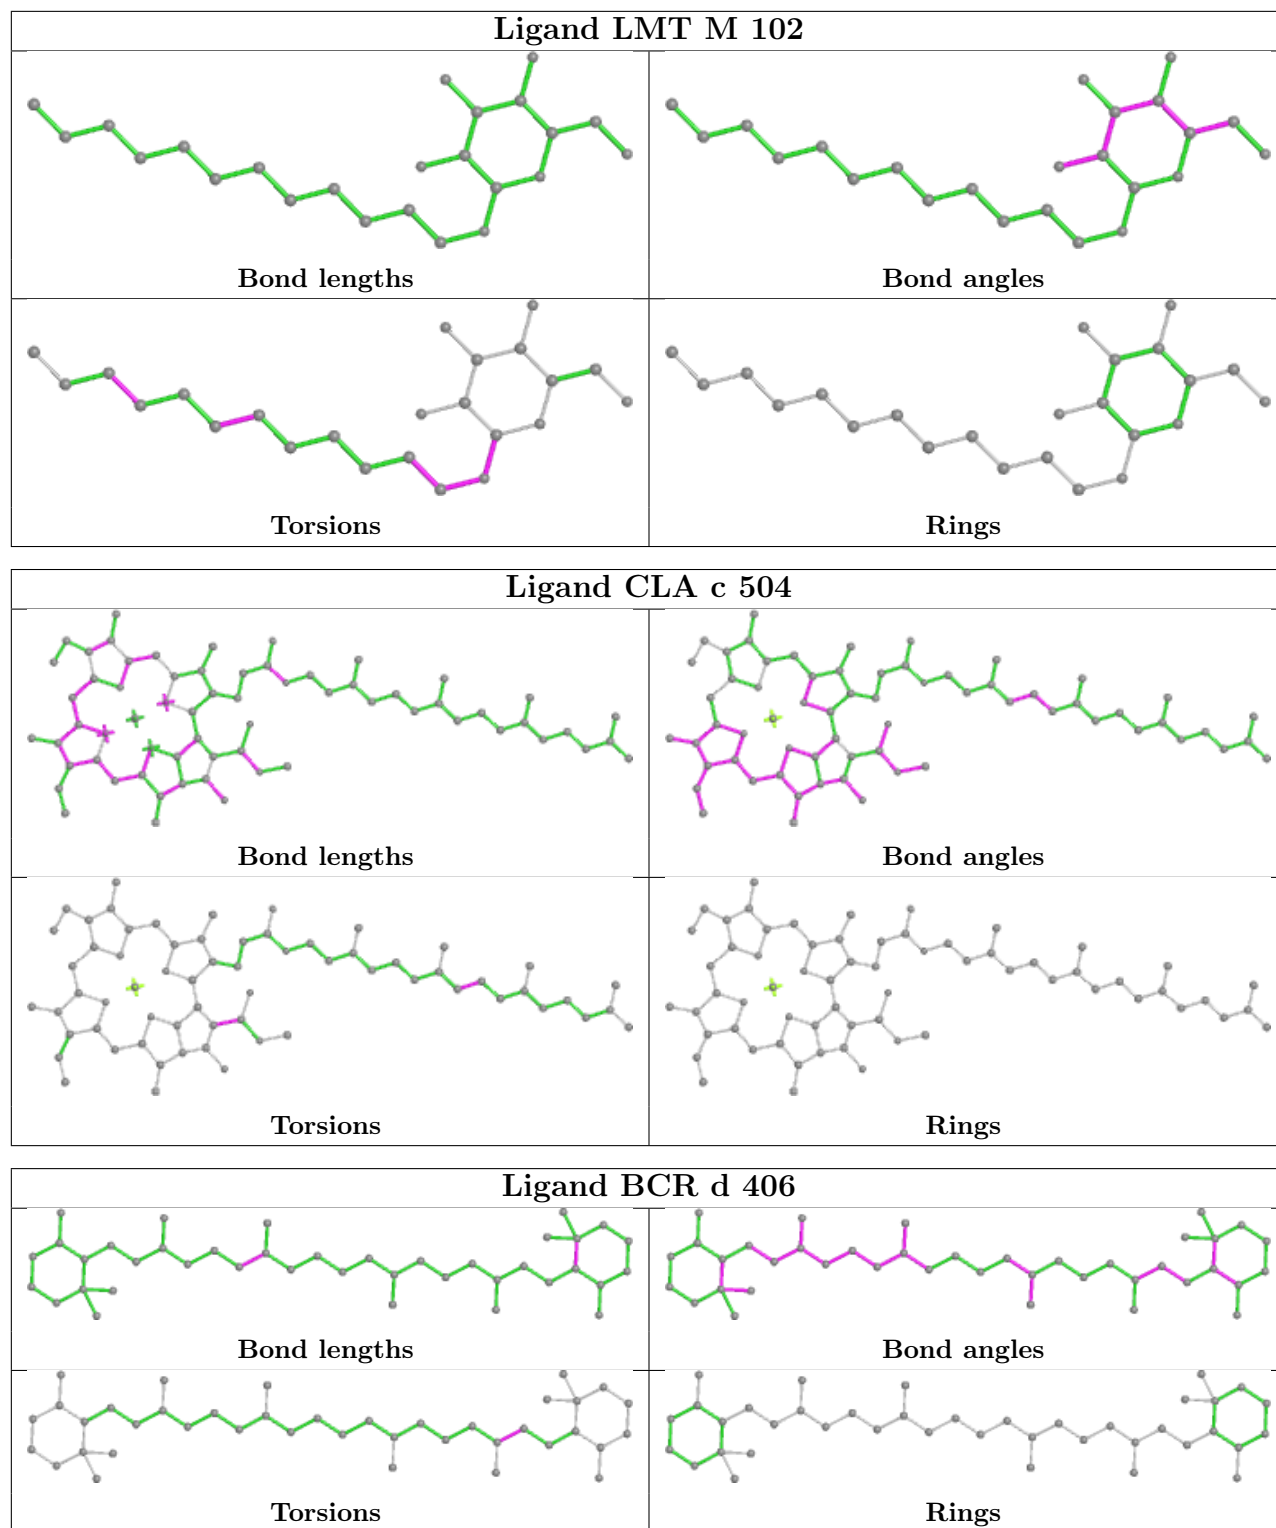 Ligand LMT M 102
Bond lengths
Bond angles
Torsions
Rings
Ligand CLA c 504
Bond lengths
Bond angles
Torsions
Rings
Ligand BCR d 406
Bond lengths
Bond angles
Torsions
Rings